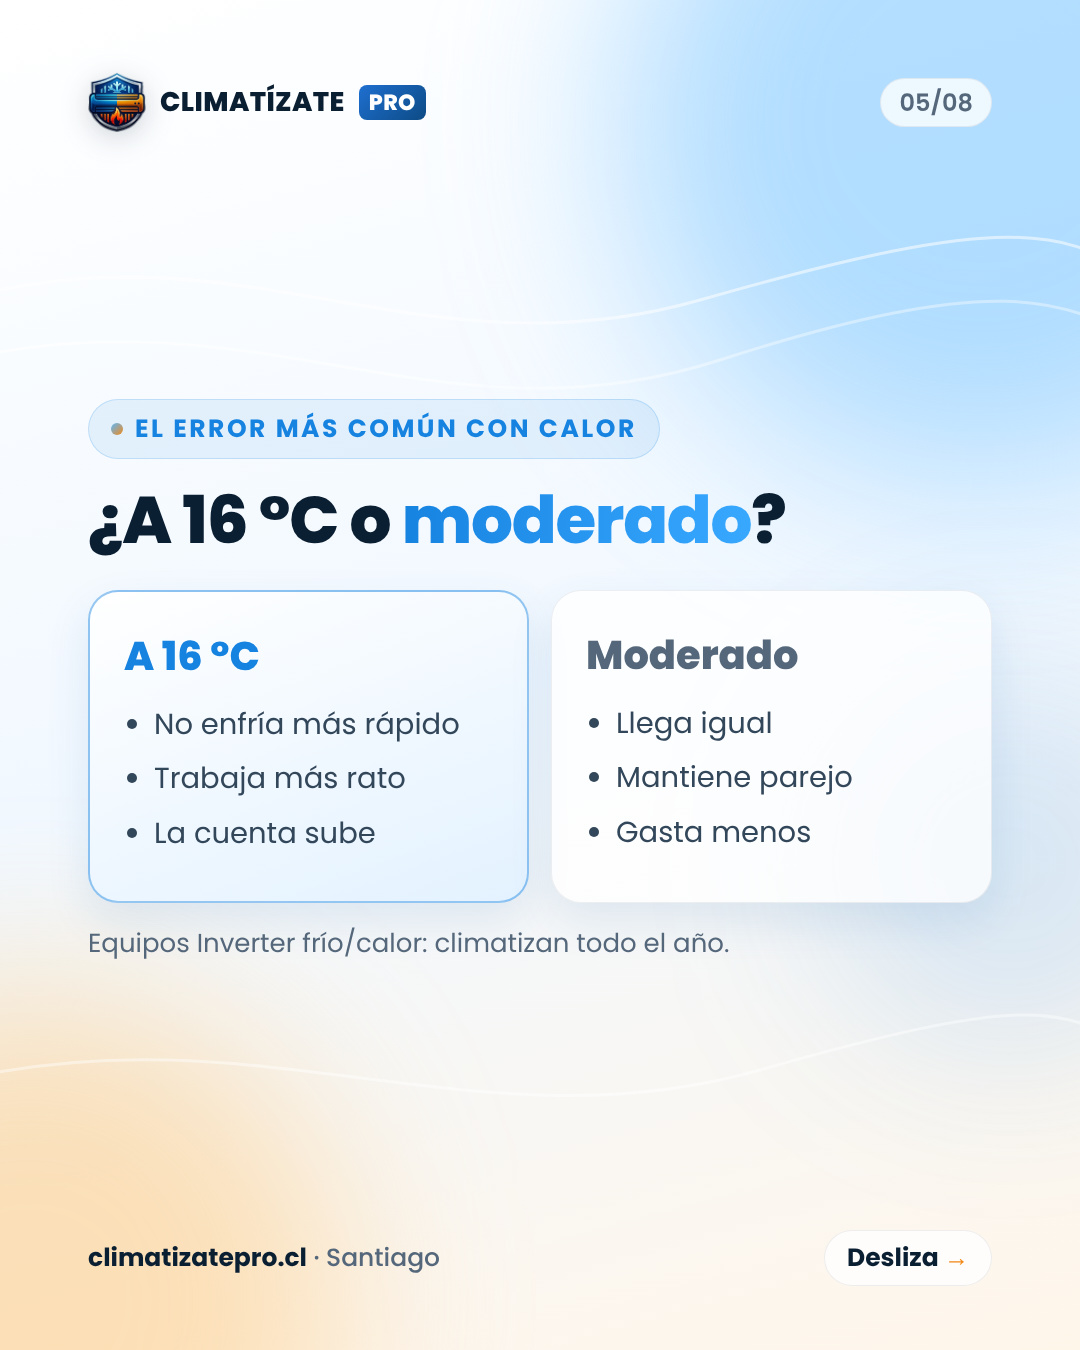 CLIMATÍZATE PRO
05/08
EL ERROR MÁS COMÚN CON CALOR
¿A 16 °C o moderado?
A 16 °C
• No enfría más rápido
• Trabaja más rato
• La cuenta sube
Moderado
• Llega igual
• Mantiene parejo
• Gasta menos
Equipos Inverter frío/calor: climatizan todo el año.
climatizatepro.cl · Santiago
Desliza →